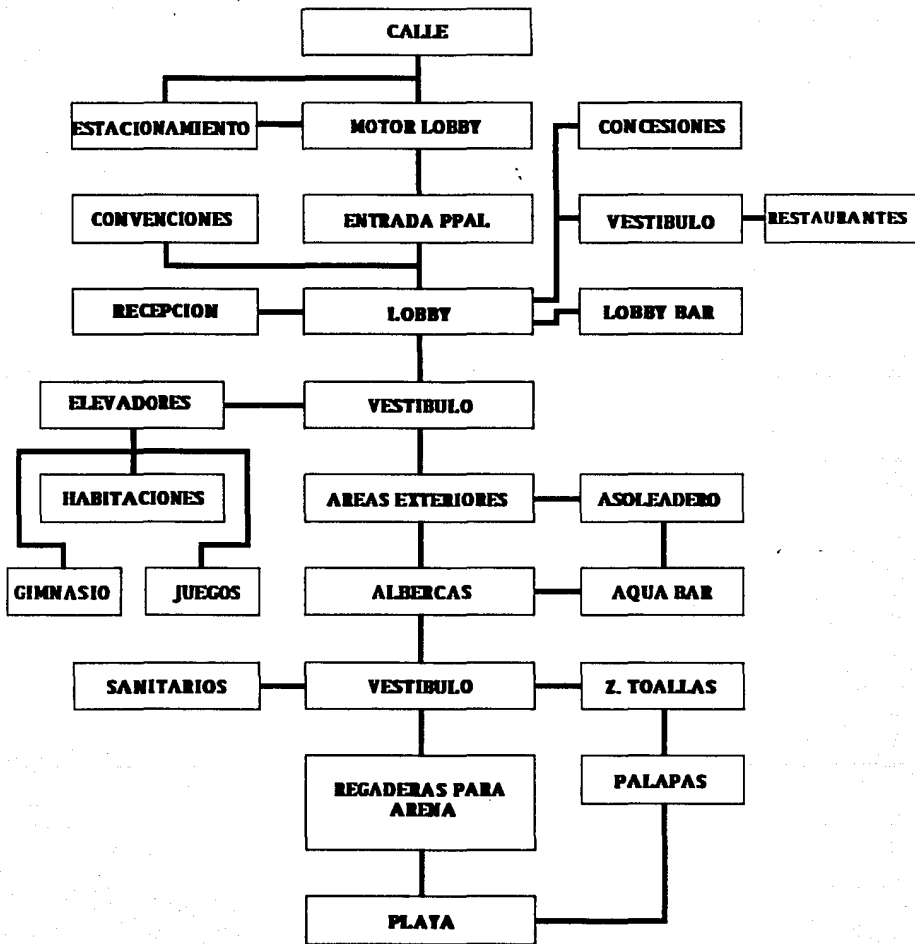 CALLE
ESTACIONAMIENTO
MOTOR LOBBY
CONCESIONES
CONVENCIONES
ENTRADA PPAL
VESTIBULO
RESTAURANTES
RECEPCION
LOBBY
LOBBY BAR
ELEVADORES
VESTIBULO
HABITACIONES
AREAS EXTERIORES
ASOLEADERO
GIMNASIO
JUEGOS
ALBERCAS
AQUA BAR
SANITARIOS
VESTIBULO
Z. TOALLAS
REGADERAS PARA
ARENA
PALAPAS
PLAYA